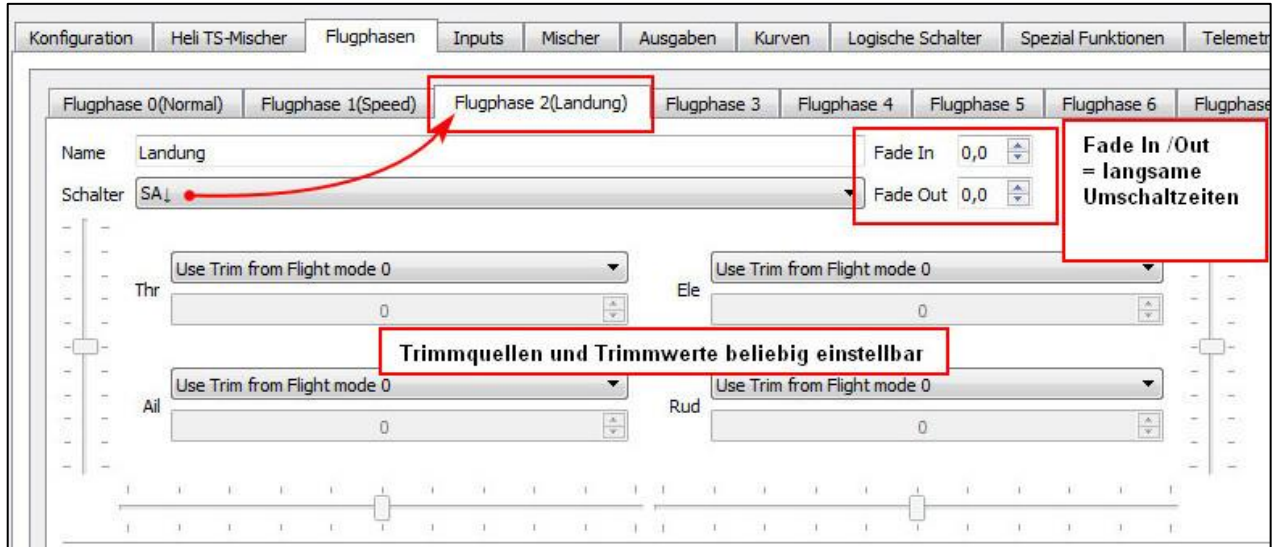 Konfiguration Heli TS-Mischer Flugphasen Inputs Mischer Ausgaben Kurven Logische Schalter Spezial Funktionen Telemetr
Flugphase 0(Normal) Flugphase 1(Speed) Flugphase 2(Landung) Flugphase 3 Flugphase 4 Flugphase 5 Flugphase 6 Flugphase
Name Landung Fade In 0,0
Schalter SA↓ Fade Out 0,0
Fade In /Out
= langsame
Umschaltzeiten
Thr Use Trim from Flight mode 0
0
Ele Use Trim from Flight mode 0
0
Trimmquellen und Trimmwerte beliebig einstellbar
Ail Use Trim from Flight mode 0
0
Rud Use Trim from Flight mode 0
0